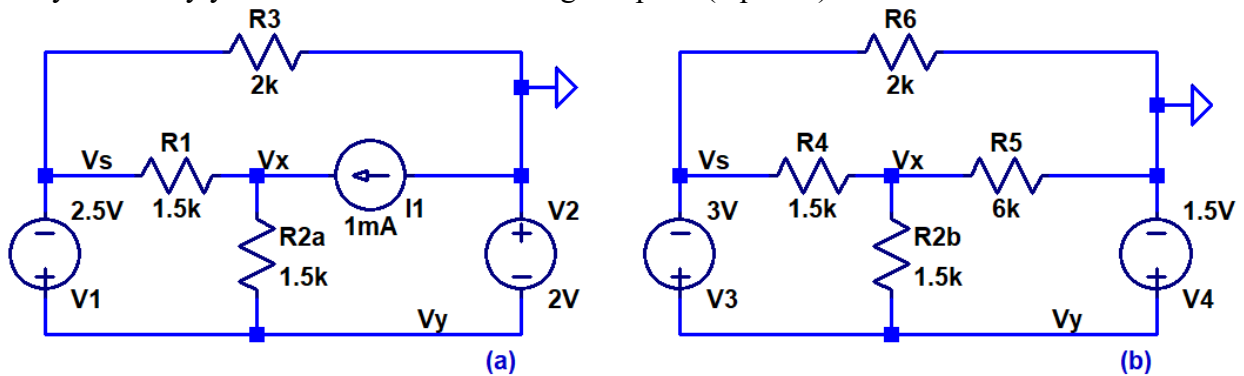 R3
2k
Vs
R1
Vx
1.5k
1mA
I1
2.5V
V1
R2a
1.5k
V2
2V
Vy
(a)
R6
2k
Vs
R4
Vx
R5
1.5k
6k
3V
V3
R2b
1.5k
1.5V
V4
Vy
(b)